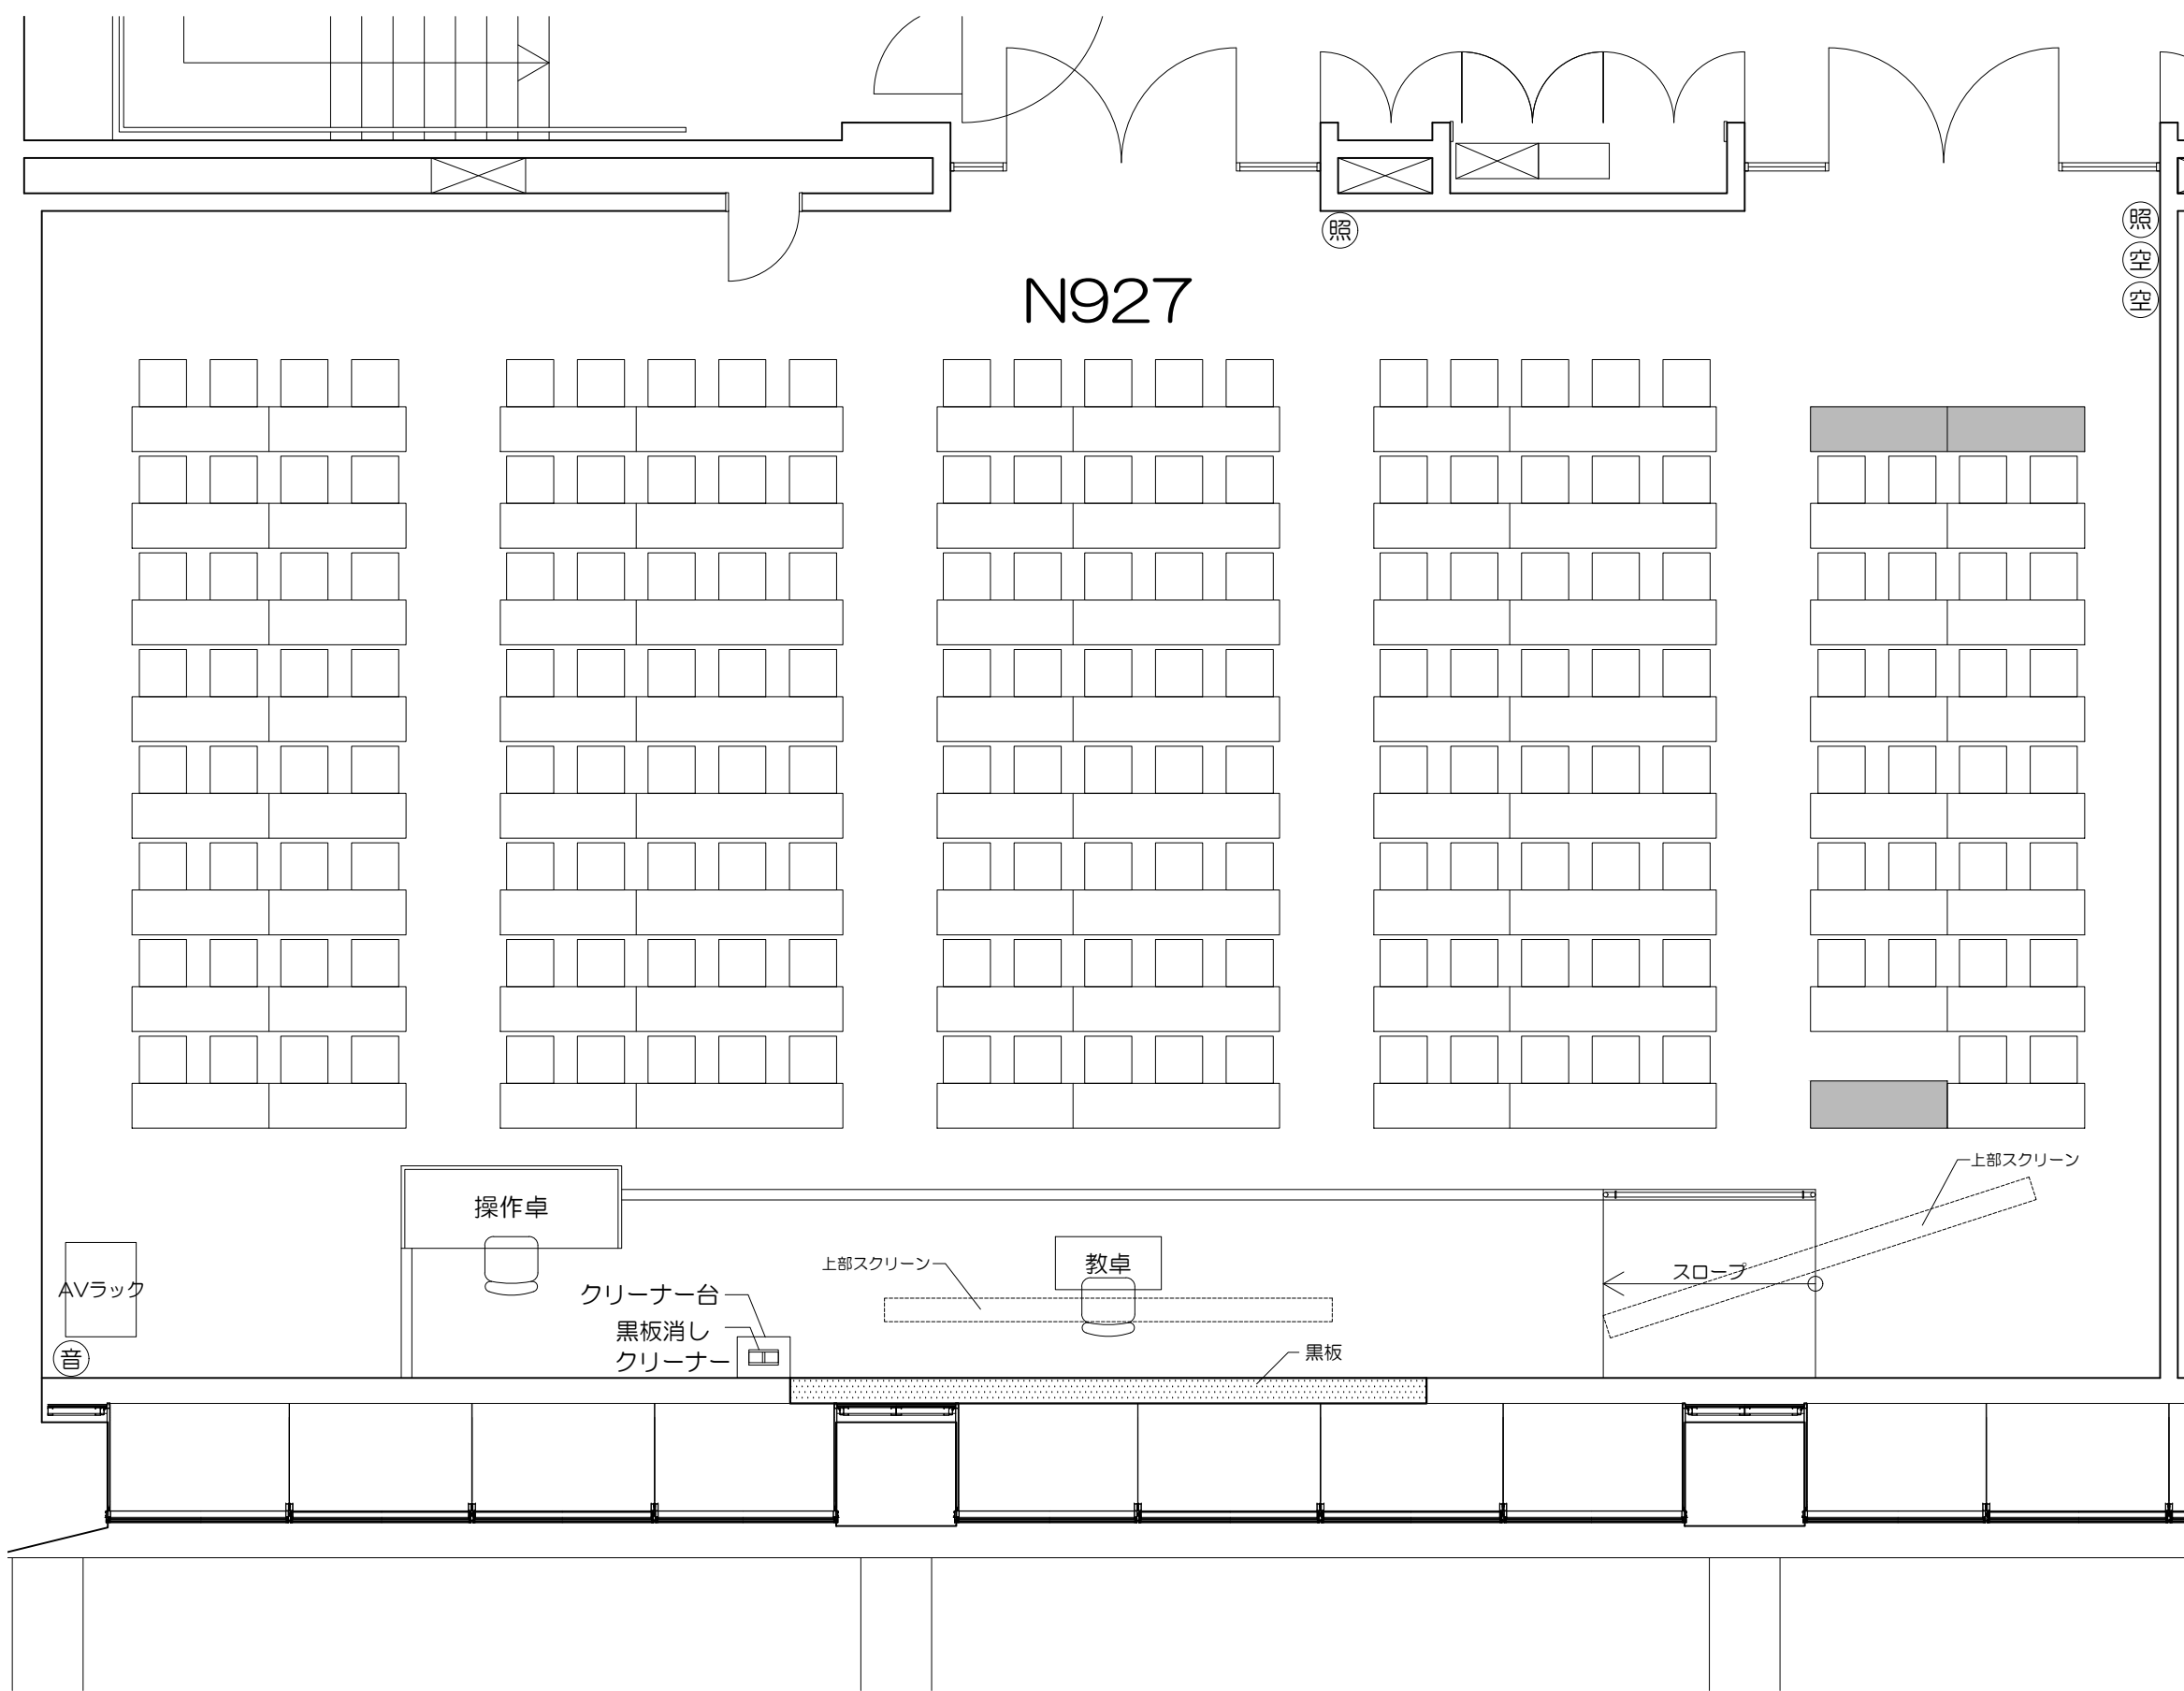 照
照
空
空
N927
上部スクリーン
操作卓
上部スクリーン
教卓
スロープ
AVラック
クリーナー台
黒板消し
クリーナー
音
黒板